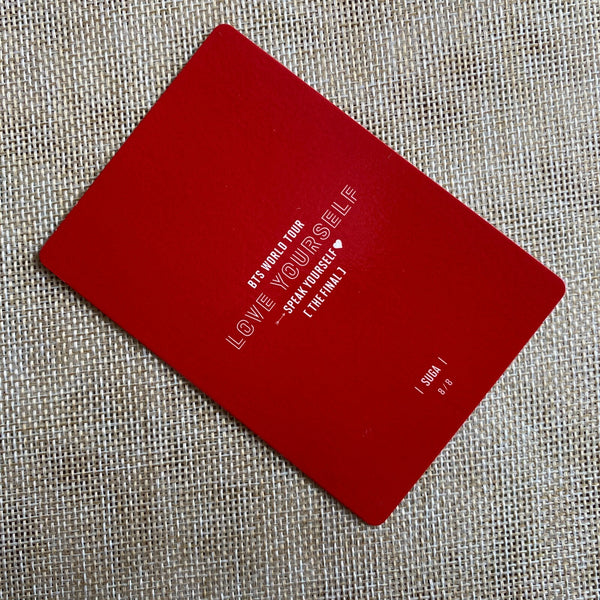 BTS WORLD TOUR
LOVE YOURSELF
SPEAK YOURSELF♥
[THE FINAL]
| SUGA |
8/8